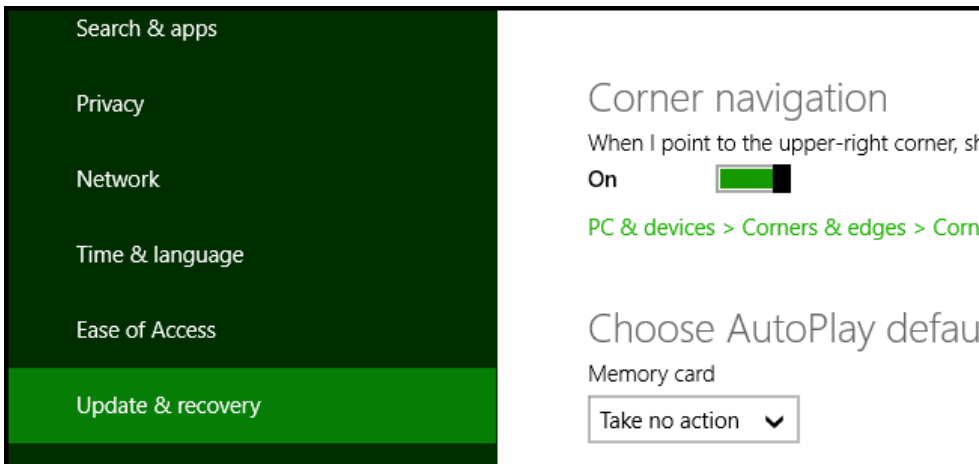 Search & apps
Privacy
Network
Time & language
Ease of Access
Update & recovery
Corner navigation
When I point to the upper-right corner,
On
PC & devices > Corners & edges >
Choose AutoPlay
Memory card
Take no action